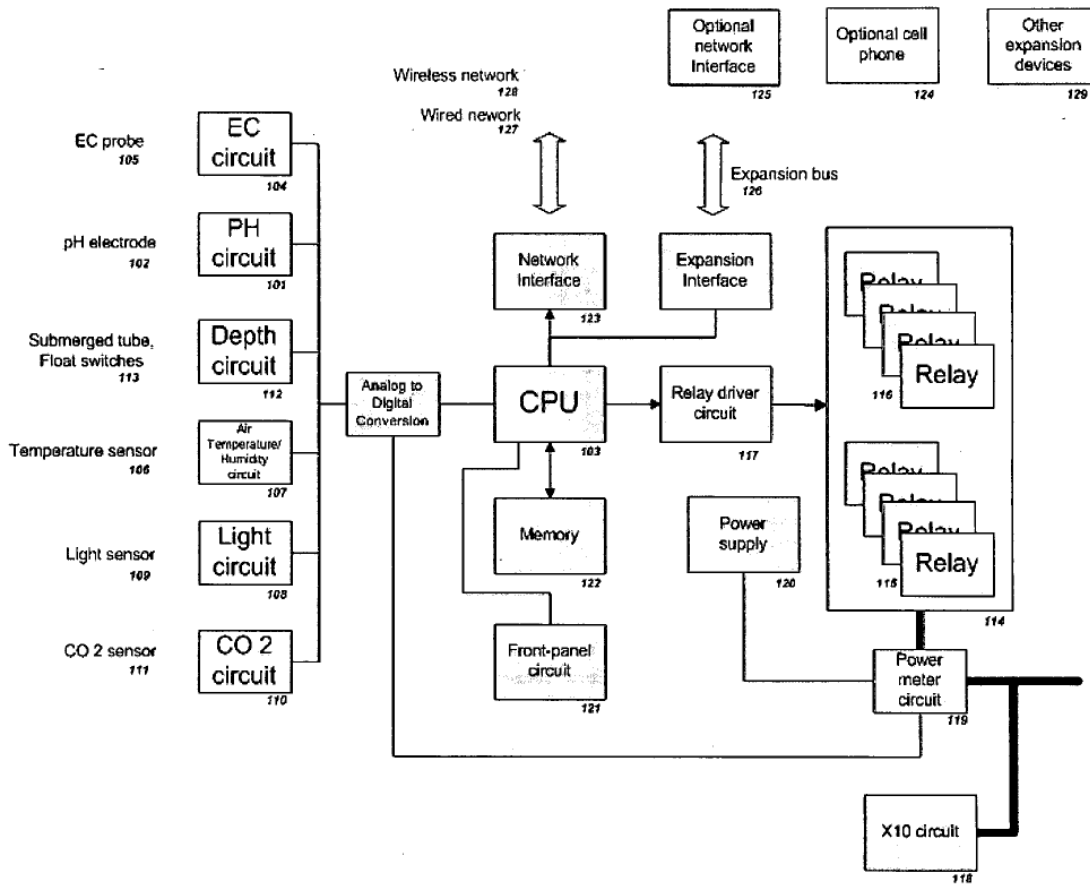 Optional
network
Interface
125
Optional cell
phone
124
Other
expansion
devices
129
Wireless network
128
Wired nework
127
Expansion bus
126
EC probe
105
EC
circuit
104
pH electrode
102
PH
circuit
101
Submerged tube,
Float switches
113
Depth
circuit
112
Temperature sensor
106
Air
Temperature/
Humidity circuit
107
Light sensor
109
Light
circuit
108
CO 2 sensor
111
CO 2
circuit
110
Analog to
Digital
Conversion
Network
Interface
123
Expansion
Interface
CPU
103
Relay driver
circuit
117
Memory
122
Front-panel
circuit
121
Power
supply
120
Relay
Relay
Relay
Relay
116
Relay
Relay
Relay
Relay
115
114
Power
meter
circuit
119
X10 circuit
118